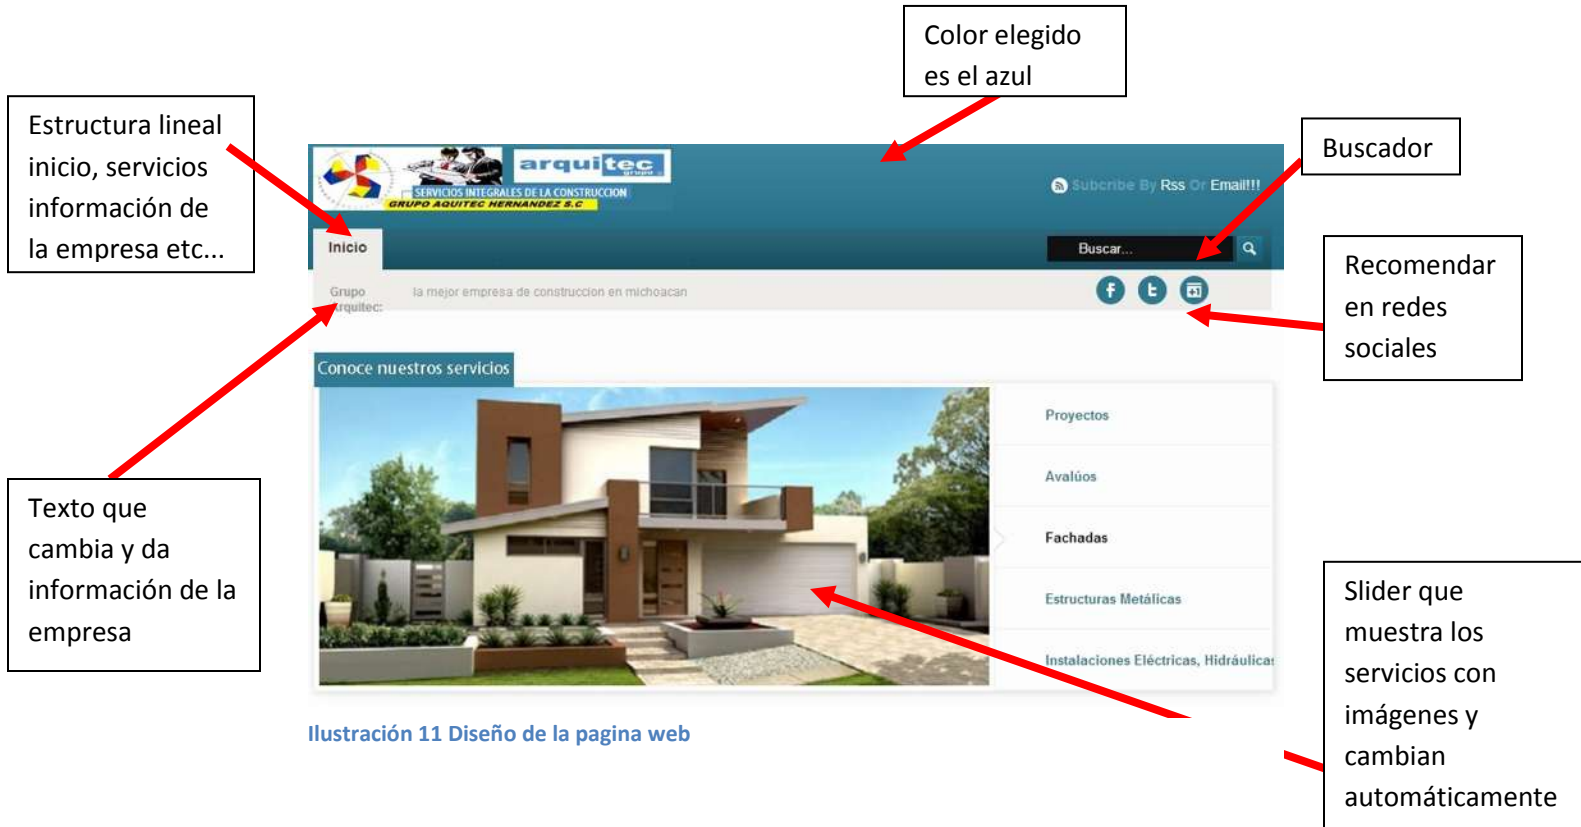 Color elegido
es el azul
Estructura lineal
inicio, servicios
información de
la empresa etc...
Buscador
arquitec
grupo
SERVICIOS INTEGRALES DE LA CONSTRUCCION
GRUPO AQUITEC HERNANDEZ S.C
Subcribe By Rss Or Email!!!
Inicio
Buscar...
Recomendar
en redes
sociales
Grupo
Arquitec:
la mejor empresa de construccion en michoacan
Conoce nuestros servicios
Proyectos
Avalúos
Fachadas
Estructuras Metálicas
Instalaciones Eléctricas, Hidráulicas
Texto que
cambia y da
información de la
empresa
Slider que
muestra los
servicios con
imágenes y
cambian
automáticamente
Ilustración 11 Diseño de la pagina web